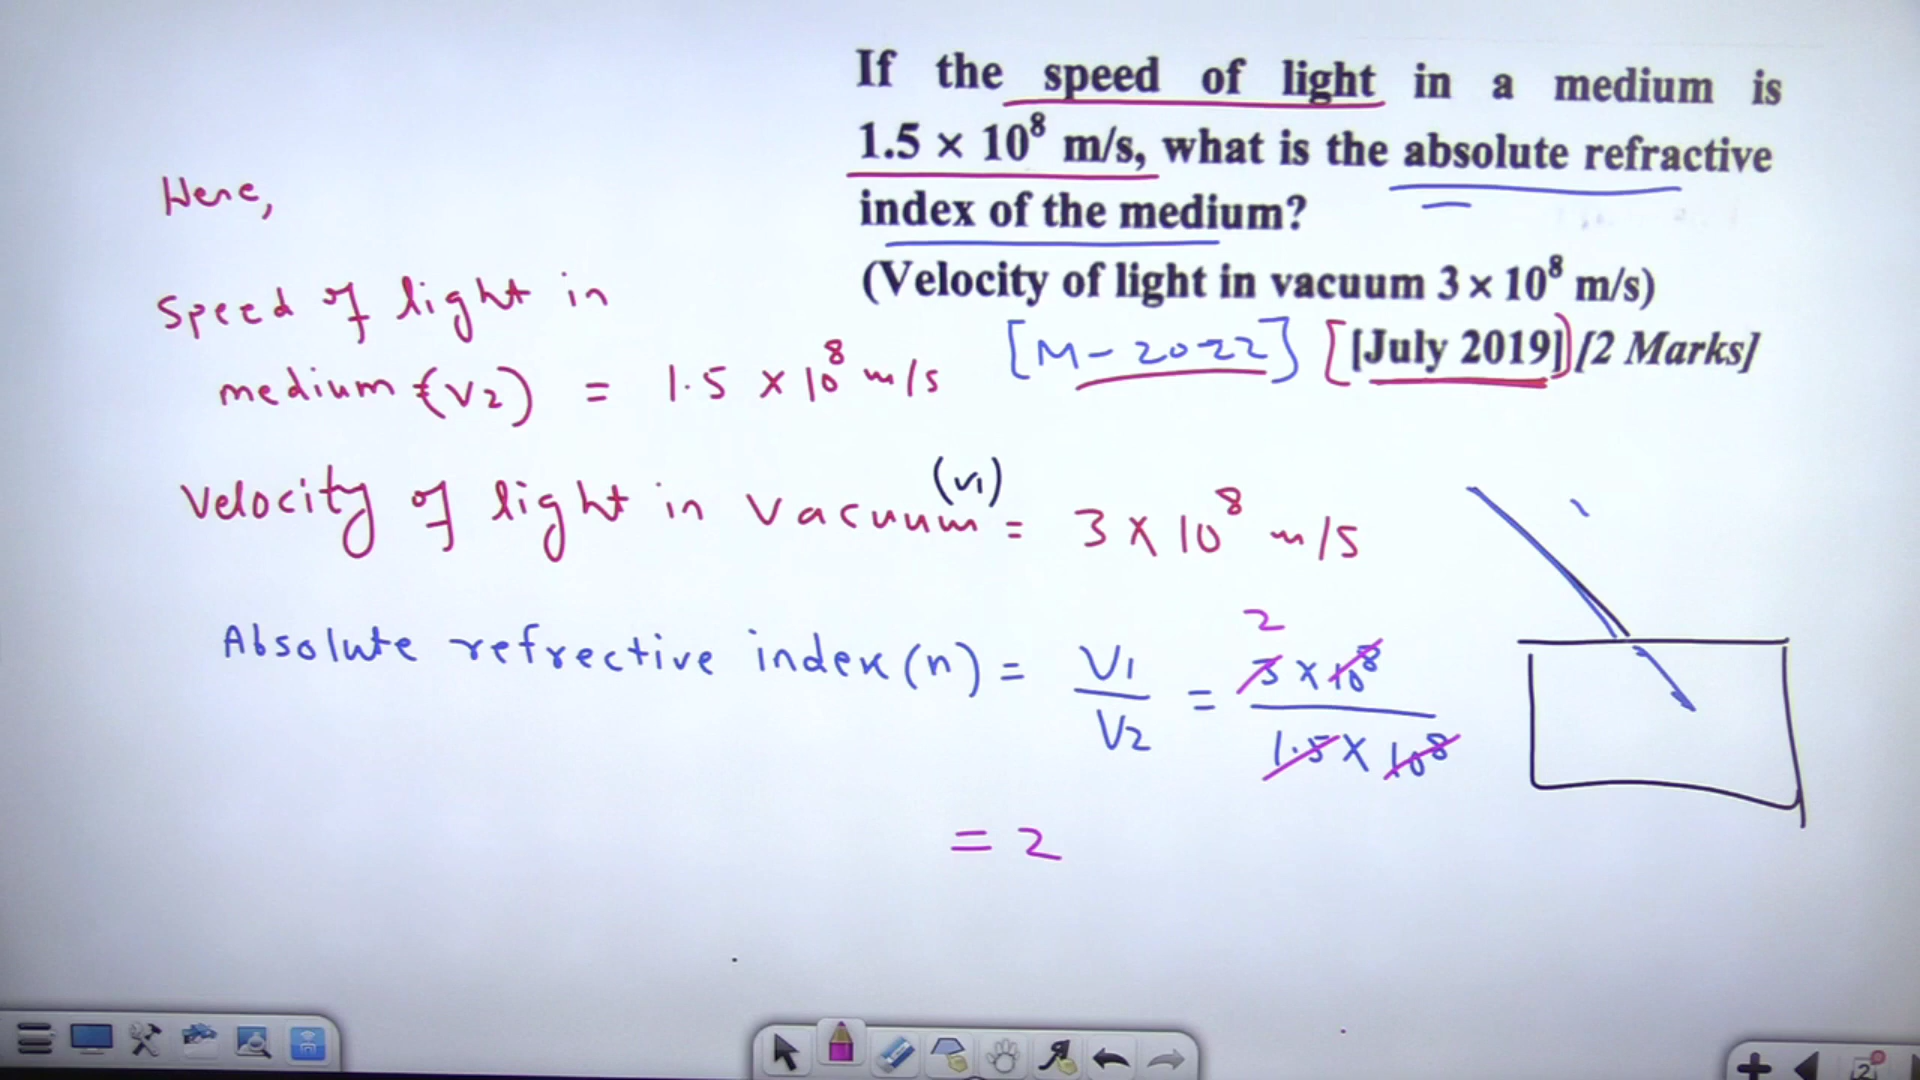 If the speed of light in a medium is
1.5 × 10⁸ m/s, what is the absolute refractive
index of the medium?
(Velocity of light in vacuum 3 × 10⁸ m/s)
[M-2022] [[July 2019]) [2 Marks]
Here,
Speed of light in
medium (V2) = 1.5 × 10⁸ m/s
Velocity of light in vacuum (v1) = 3 × 10⁸ m/s
Absolute refrective index (n) = V1/V2 = 3 × 10⁸ / 1.5 × 10⁸
2
= 2
2